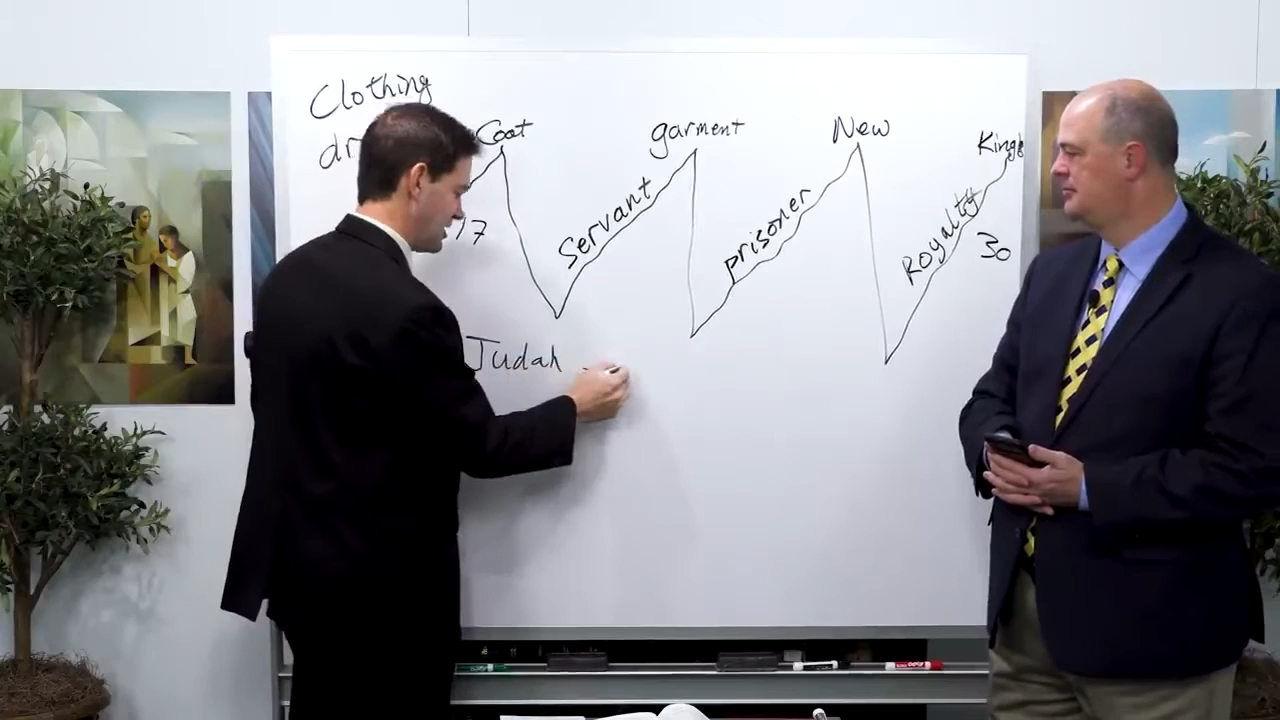 Clothing
Coat
garment
New
Kings
17
servant
prisoner
Royalty
30
Judah